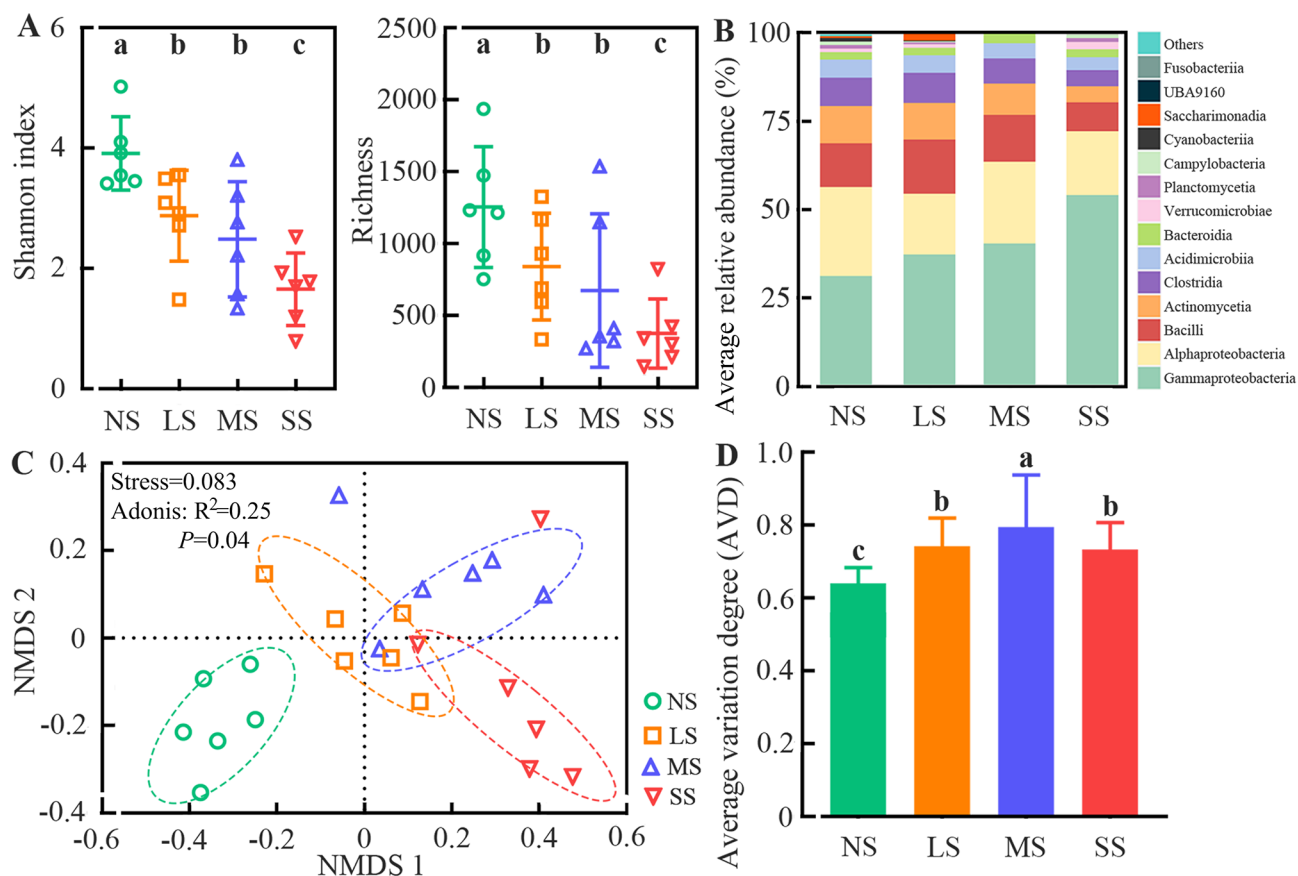 A
Shannon index
6
4
2
0
a b b c
NS LS MS SS
Richness
2500
2000
1500
1000
500
0
a b b c
NS LS MS SS
B
Average relative abundance (%)
100
75
50
25
0
NS LS MS SS
Others
Fusobacteriia
UBA9160
Saccharimonadia
Cyanobacteriia
Campylobacteria
Planctomycetia
Verrucomicrobiae
Bacteroidia
Acidimicrobiia
Clostridia
Actinomycetia
Bacilli
Alphaproteobacteria
Gammaproteobacteria
C
NMDS 2
0.4
0.2
0
-0.2
-0.4
Stress=0.083
Adonis: R²=0.25
P=0.04
NS
LS
MS
SS
-0.6 -0.4 -0.2 0 0.2 0.4 0.6
NMDS 1
D
Average variation degree (AVD)
1.0
0.8
0.6
0.4
0.2
0
c b a b
NS LS MS SS